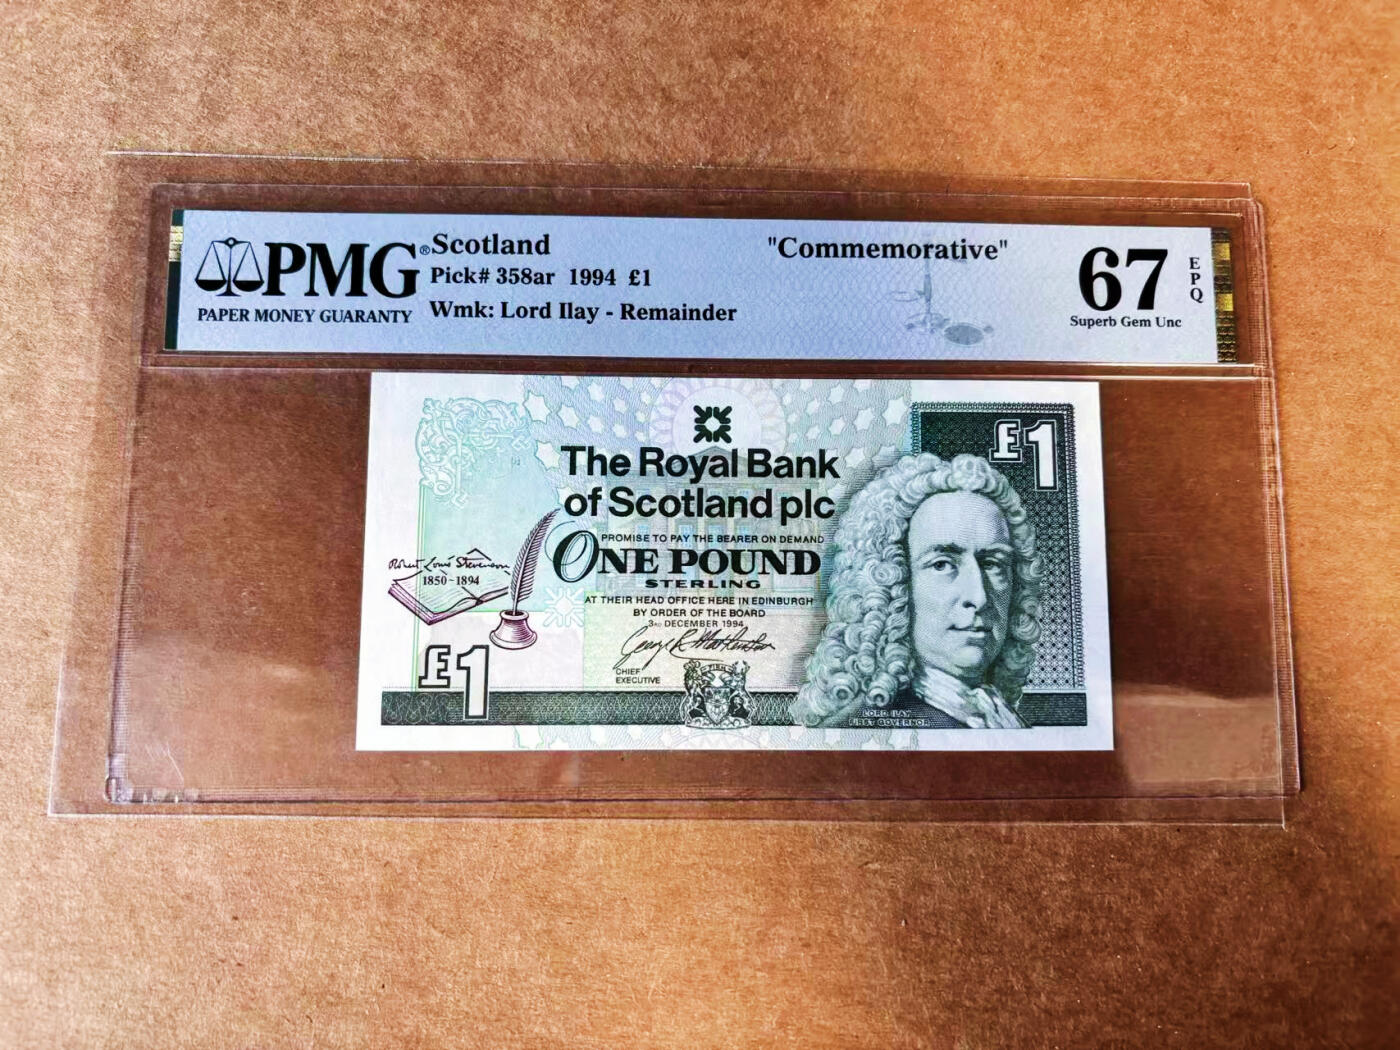 PMG®
PAPER MONEY GUARANTY
Scotland
Pick# 358ar 1994 £1
Wmk: Lord Ilay - Remainder
"Commemorative"
67
EPQ
Superb Gem Unc
£1
The Royal Bank
of Scotland plc
PROMISE TO PAY THE BEARER ON DEMAND
ONE POUND
STERLING
AT THEIR HEAD OFFICE HERE IN EDINBURGH
BY ORDER OF THE BOARD
3RD DECEMBER 1994
CHIEF
EXECUTIVE
Robert Louis Stevenson
1850-1894
£1
LORD ILAY
FIRST GOVERNOR